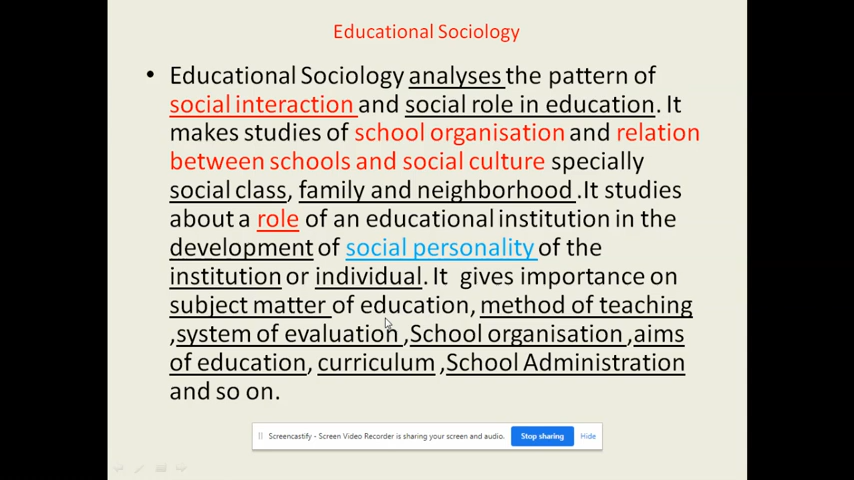 Educational Sociology
• Educational Sociology analyses the pattern of
social interaction and social role in education. It
makes studies of school organisation and relation
between schools and social culture specially
social class, family and neighborhood .It studies
about a role of an educational institution in the
development of social personality of the
institution or individual. It  gives importance on
subject matter of education, method of teaching
,system of evaluation ,School organisation ,aims
of education, curriculum ,School Administration
and so on.
Screencastify - Screen Video Recorder is sharing your screen and audio. Stop sharing Hide